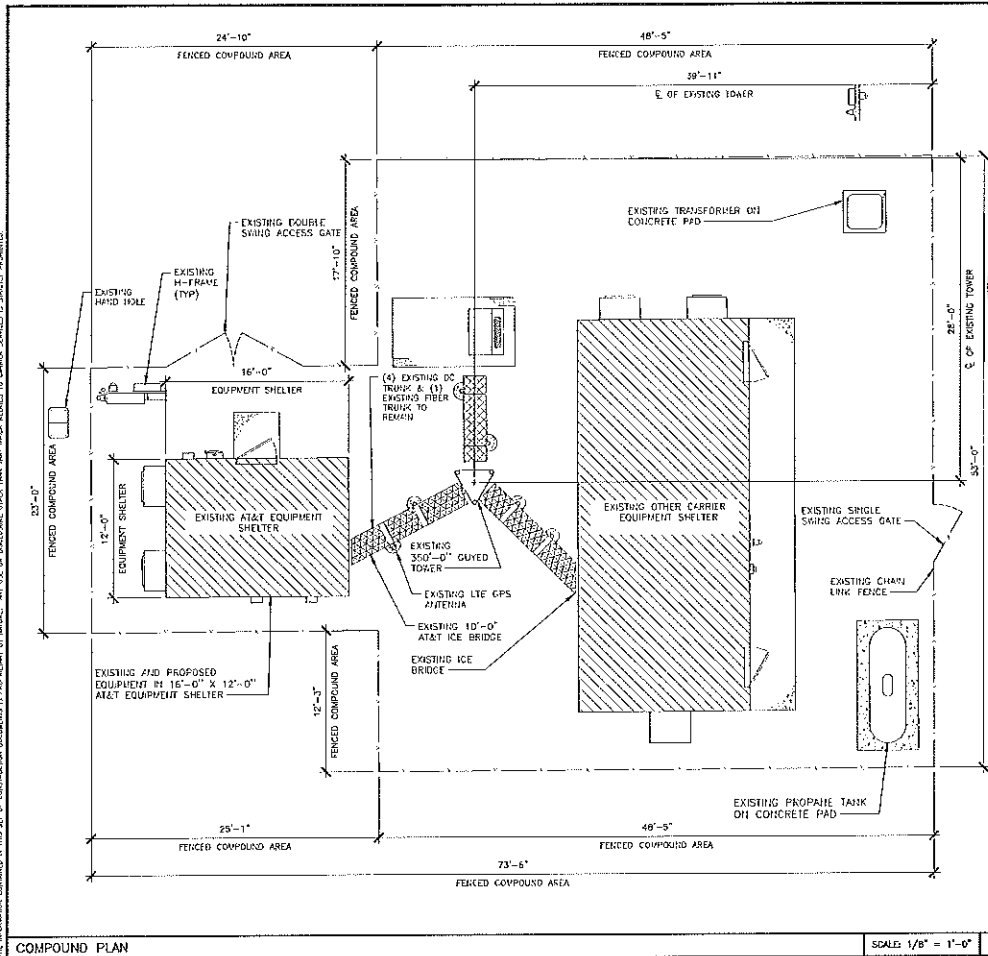 24'-10"
FENCED COMPOUND AREA
48'-5"
FENCED COMPOUND AREA
39'-11"
℄ OF EXISTING TOWER
EXISTING DOUBLE
SWING ACCESS GATE
EXISTING
H-FRAME
(TYP)
EXISTING
HAND HOLE
17'-10"
FENCED COMPOUND AREA
EXISTING TRANSFORMER ON
CONCRETE PAD
28'-0"
℄ OF EXISTING TOWER
53'-0"
16'-0"
EQUIPMENT SHELTER
(4) EXISTING DC
TRUNK & (1)
EXISTING FIBER
TRUNK TO
REMAIN
23'-0"
FENCED COMPOUND AREA
12'-0"
EQUIPMENT SHELTER
EXISTING AT&T EQUIPMENT
SHELTER
EXISTING OTHER CARRIER
EQUIPMENT SHELTER
EXISTING SINGLE
SWING ACCESS GATE
EXISTING
350'-0" GUYED
TOWER
EXISTING LTE GPS
ANTENNA
EXISTING CHAIN
LINK FENCE
EXISTING 10'-0"
AT&T ICE BRIDGE
EXISTING ICE
BRIDGE
EXISTING AND PROPOSED
EQUIPMENT IN 16'-0" X 12'-0"
AT&T EQUIPMENT SHELTER
12'-3"
FENCED COMPOUND AREA
EXISTING PROPANE TANK
ON CONCRETE PAD
25'-1"
FENCED COMPOUND AREA
48'-5"
FENCED COMPOUND AREA
73'-6"
FENCED COMPOUND AREA
COMPOUND PLAN
SCALE: 1/8" = 1'-0"